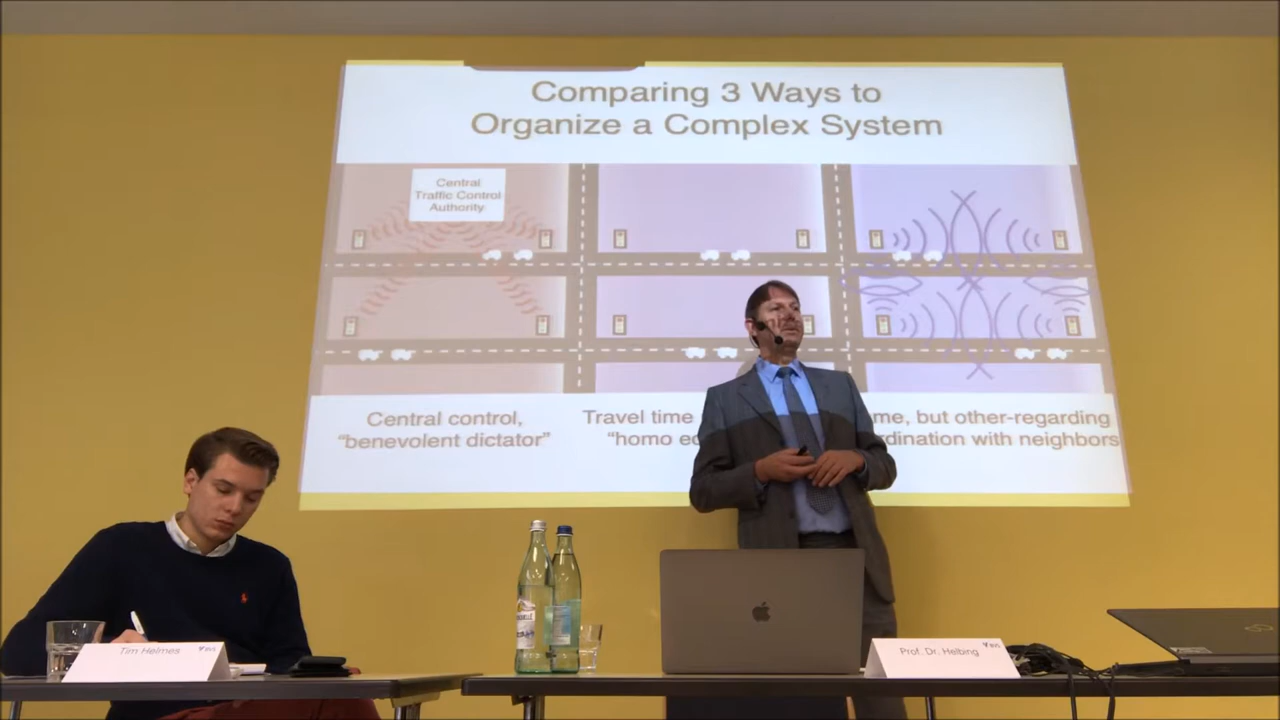 Comparing 3 Ways to
Organize a Complex System
Central
Traffic Control
Authority
Central control,
"benevolent dictator"
Travel time
"homo
me, but other-regarding
rdination with neighbors
Tim Helmes
Prof. Dr. Helbing